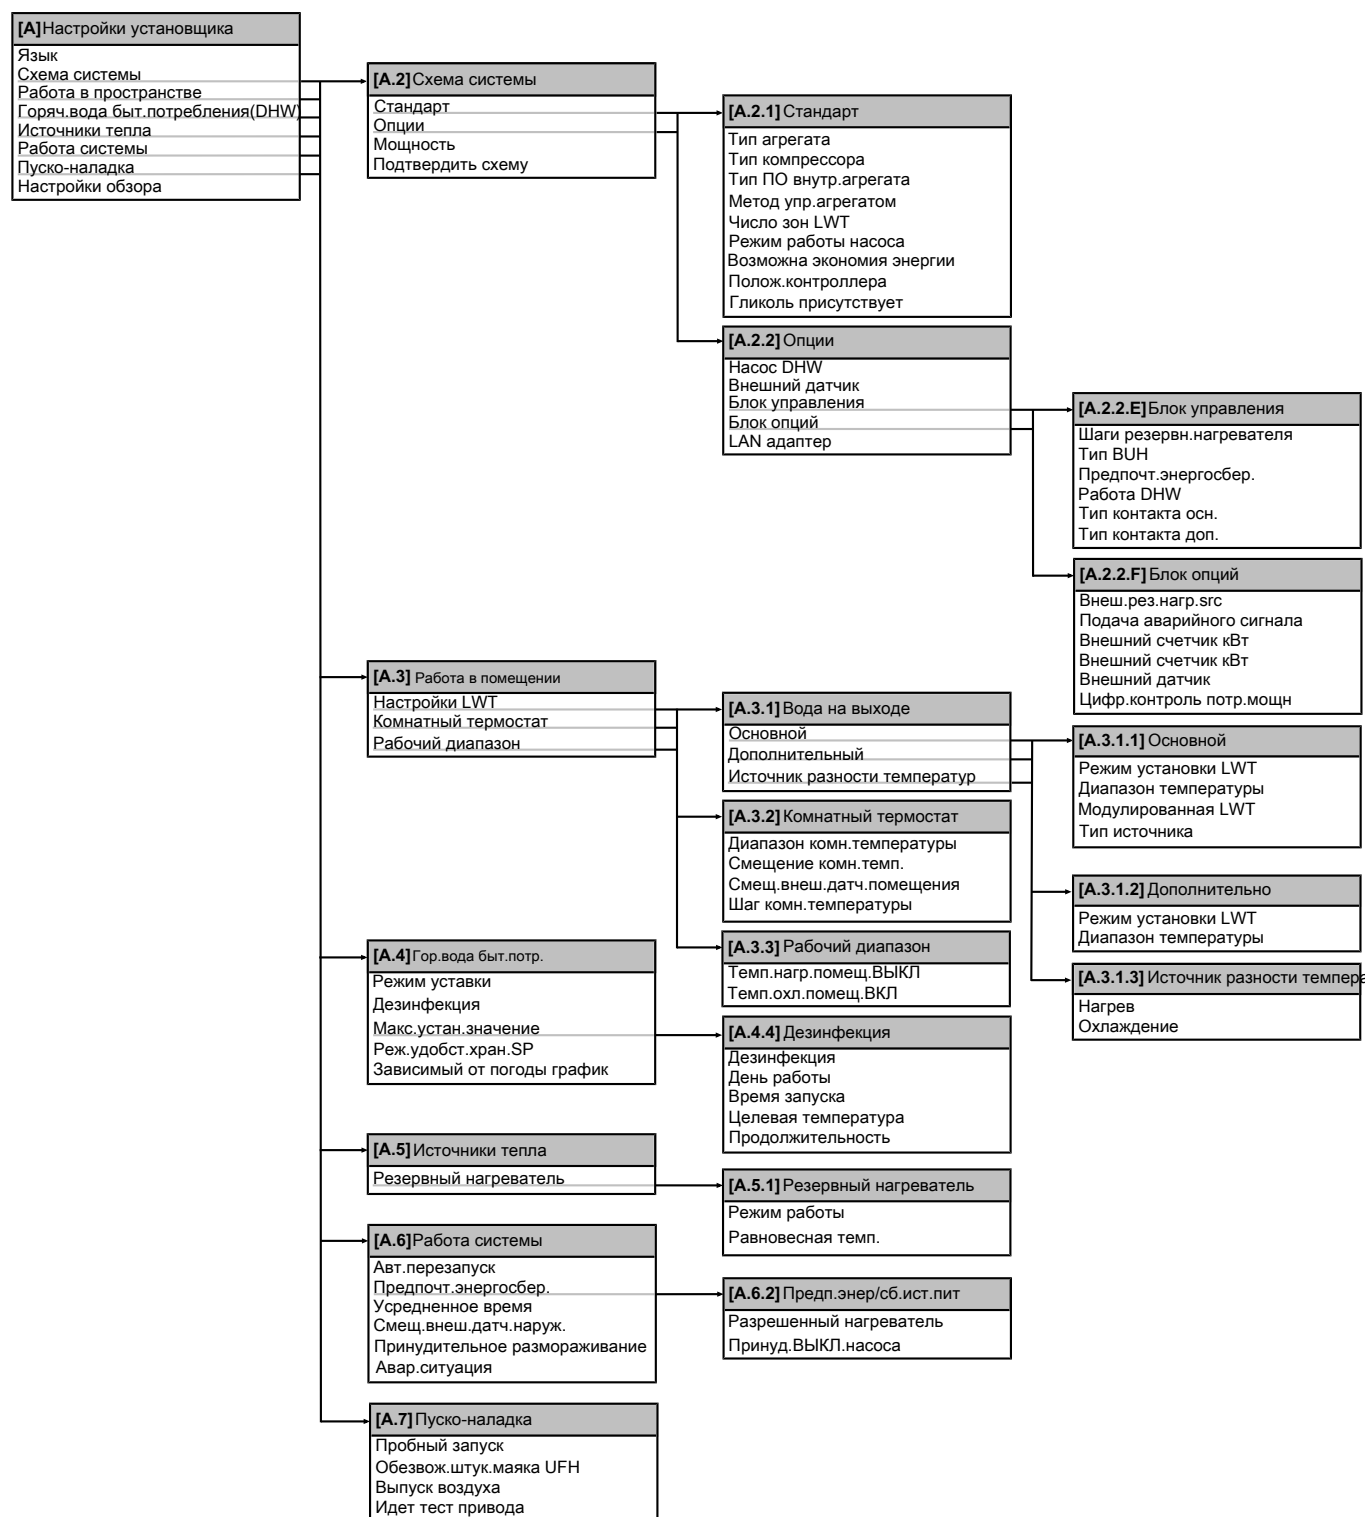 [A]Настройки установщика
Язык
Схема системы
Работа в пространстве
Горяч.вода быт.потребления(DHW)
Источники тепла
Работа системы
Пуско-наладка
Настройки обзора
[A.2]Схема системы
Стандарт
Опции
Мощность
Подтвердить схему
[A.2.1] Стандарт
Тип агрегата
Тип компрессора
Тип ПО внутр.агрегата
Метод упр.агрегатом
Число зон LWT
Режим работы насоса
Возможна экономия энергии
Полож.контроллера
Гликоль присутствует
[A.2.2] Опции
Насос DHW
Внешний датчик
Блок управления
Блок опций
LAN адаптер
[A.2.2.E]Блок управления
Шаги резервн.нагревателя
Тип BUH
Предпочт.энергосбер.
Работа DHW
Тип контакта осн.
Тип контакта доп.
[A.2.2.F] Блок опций
Внеш.рез.нагр.src
Подача аварийного сигнала
Внешний счетчик кВт
Внешний счетчик кВт
Внешний датчик
Цифр.контроль потр.мощн
[A.3] Работа в помещении
Настройки LWT
Комнатный термостат
Рабочий диапазон
[A.3.1] Вода на выходе
Основной
Дополнительный
Источник разности температур
[A.3.1.1] Основной
Режим установки LWT
Диапазон температуры
Модулированная LWT
Тип источника
[A.3.2] Комнатный термостат
Диапазон комн.температуры
Смещение комн.темп.
Смещ.внеш.датч.помещения
Шаг комн.температуры
[A.3.1.2] Дополнительно
Режим установки LWT
Диапазон температуры
[A.3.3] Рабочий диапазон
Темп.нагр.помещ.ВЫКЛ
Темп.охл.помещ.ВКЛ
[A.3.1.3] Источник разности темпера
Нагрев
Охлаждение
[A.4]Гор.вода быт.потр.
Режим уставки
Дезинфекция
Макс.устан.значение
Реж.удобст.хран.SP
Зависимый от погоды график
[A.4.4] Дезинфекция
Дезинфекция
День работы
Время запуска
Целевая температура
Продолжительность
[A.5]Источники тепла
Резервный нагреватель
[A.5.1] Резервный нагреватель
Режим работы
Равновесная темп.
[A.6]Работа системы
Авт.перезапуск
Предпочт.энергосбер.
Усредненное время
Смещ.внеш.датч.наруж.
Принудительное размораживание
Авар.ситуация
[A.6.2] Предп.энер/сб.ист.пит
Разрешенный нагреватель
Принуд.ВЫКЛ.насоса
[A.7]Пуско-наладка
Пробный запуск
Обезвож.штук.маяка UFH
Выпуск воздуха
Идет тест привода